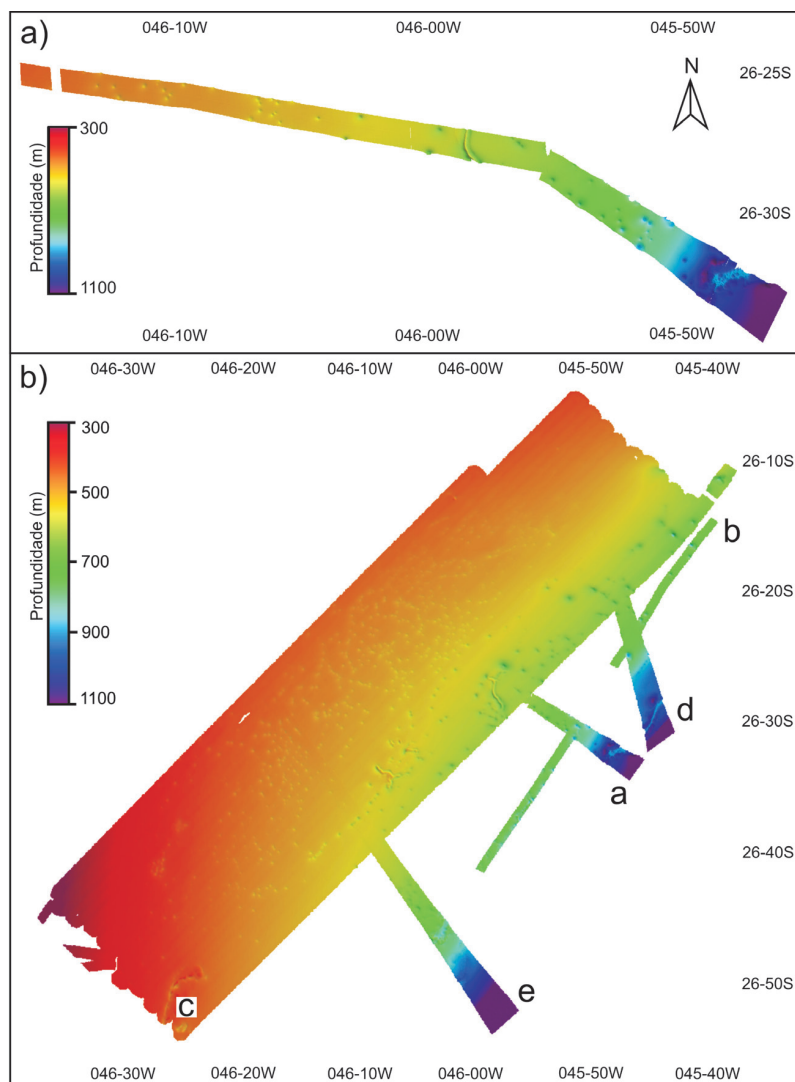 a)
046-10W 046-00W 045-50W
N
26-25S
300
Profundidade (m)
1100
26-30S
046-10W 046-00W 045-50W
b)
046-30W 046-20W 046-10W 046-00W 045-50W 045-40W
300
500
Profundidade (m)
700
900
1100
26-10S
b
26-20S
d
26-30S
a
26-40S
e
26-50S
c
046-30W 046-20W 046-10W 046-00W 045-50W 045-40W